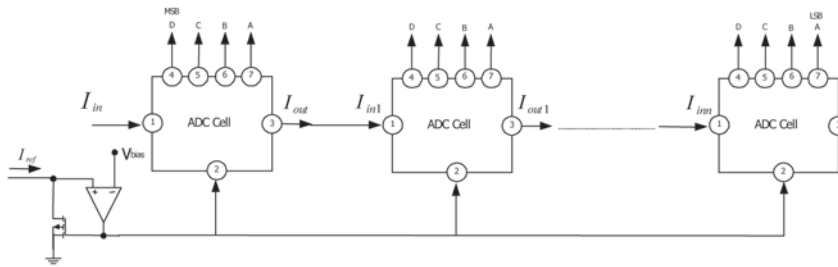 MSB LSB
D C B A D C B A D C B A
4 5 6 7 4 5 6 7 4 5 6 7
I_in I_out I_in1 I_out1 I_inn
1 ADC Cell 3 1 ADC Cell 3 1 ADC Cell 3
I_ref V_bias 2 2 2
+ −